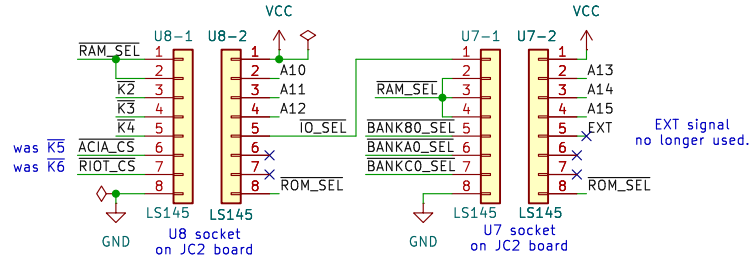 VCC VCC
U8-1 U8-2 U7-1 U7-2
RAM_SEL 1 1 1 1
2 2 A10 2 2 A13
K2 3 3 A11 RAM_SEL 3 3 A14
K3 4 4 A12 4 4 A15
K4 5 5 IO_SEL BANK80_SEL 5 5 EXT
was K5 ACIA_CS 6 6 BANKA0_SEL 6 6
was K6 RIOT_CS 7 7 BANKC0_SEL 7 7
8 8 ROM_SEL 8 8 ROM_SEL
LS145 LS145 LS145 LS145
GND GND
U8 socket
on JC2 board
U7 socket
on JC2 board
EXT signal
no longer used.